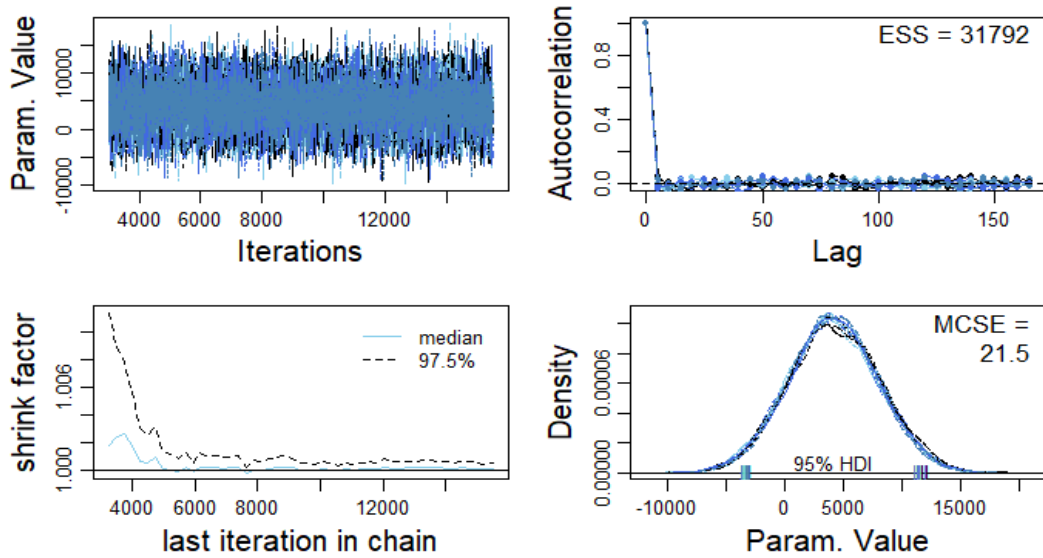 Param. Value
10000
0
-10000
4000 6000 8000 12000
Iterations
Autocorrelation
0.8
0.4
0.0
ESS = 31792
0 50 100 150
Lag
shrink factor
1.006
1.000
median
97.5%
4000 6000 8000 12000
last iteration in chain
Density
0.00006
0.00000
MCSE =
21.5
95% HDI
-10000 0 5000 15000
Param. Value